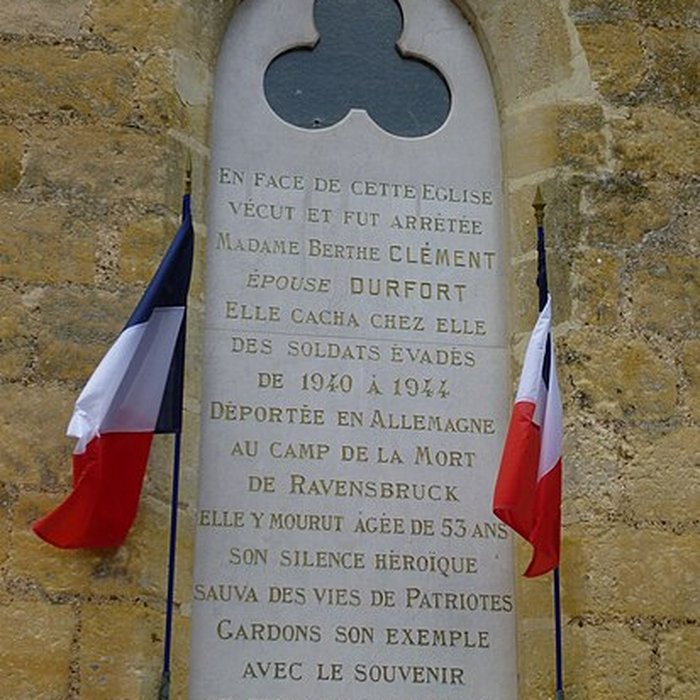 En face de cette Eglise
vécut et fut arrêtée
Madame Berthe CLÉMENT
épouse DURFORT
Elle cacha chez elle
des soldats évadés
de 1940 à 1944
Déportée en Allemagne
au camp de la Mort
de Ravensbruck
elle y mourut agée de 53 ans
son silence héroïque
sauva des vies de Patriotes
Gardons son exemple
avec le souvenir